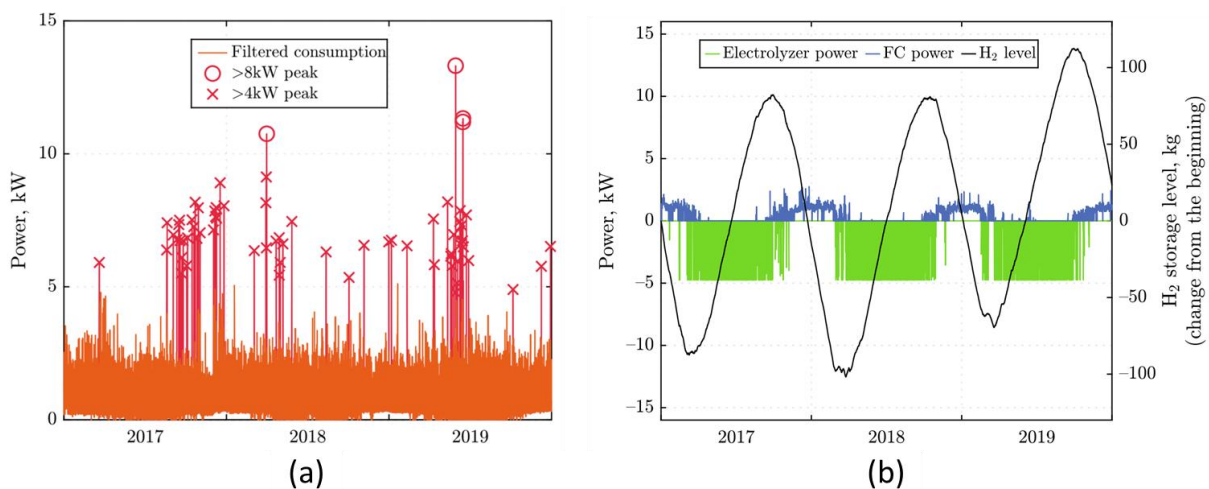 15
10
5
0
Power, kW
Filtered consumption
>8kW peak
>4kW peak
2017 2018 2019
(a)
15
10
5
0
−5
−10
−15
Power, kW
Electrolyzer power FC power H₂ level
100
50
0
−50
−100
H₂ storage level, kg
(change from the beginning)
2017 2018 2019
(b)